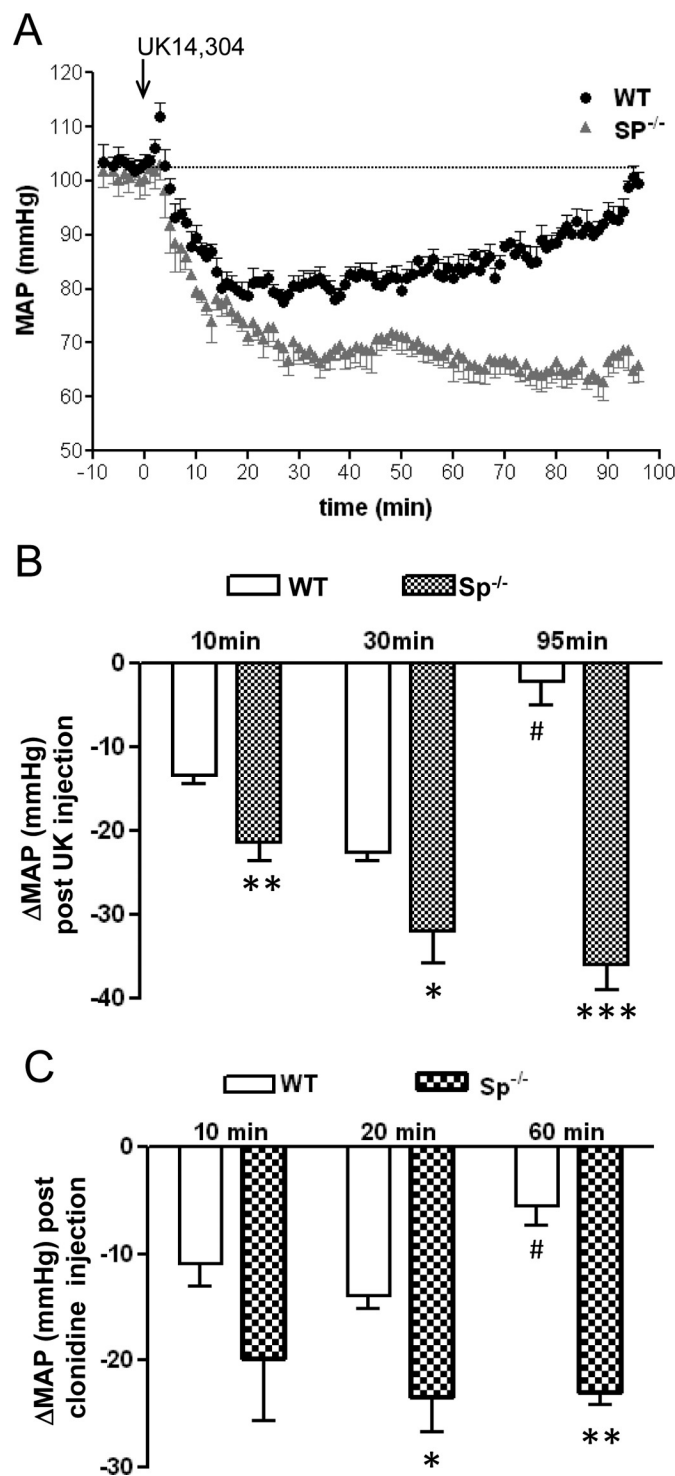 A
UK14,304
120
110
100
90
80
70
60
50
MAP (mmHg)
WT
SP-/-
-10 0 10 20 30 40 50 60 70 80 90 100
time (min)
B
WT Sp-/-
10min 30min 95min
0
-10
-20
-30
-40
ΔMAP (mmHg)
post UK injection
#
**
*
***
C
WT Sp-/-
10 min 20 min 60 min
0
-10
-20
-30
ΔMAP (mmHg) post
clonidine injection
#
*
**